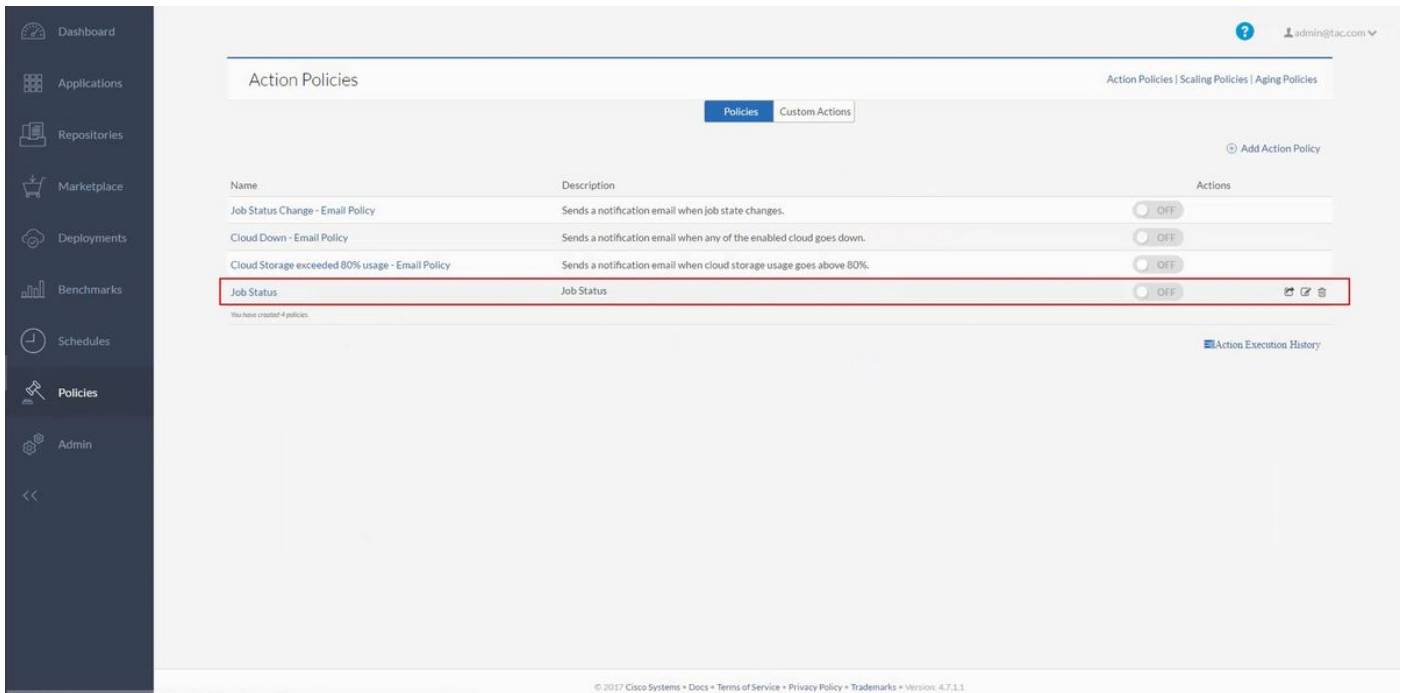 Dashboard
Applications
Repositories
Marketplace
Deployments
Benchmarks
Schedules
Policies
Admin
<<
? admin@tac.com
Action Policies
Action Policies | Scaling Policies | Aging Policies
Policies Custom Actions
Add Action Policy
Name Description Actions
Job Status Change - Email Policy Sends a notification email when job state changes. OFF
Cloud Down - Email Policy Sends a notification email when any of the enabled cloud goes down. OFF
Cloud Storage exceeded 80% usage - Email Policy Sends a notification email when cloud storage usage goes above 80%. OFF
Job Status Job Status OFF
You have created 4 policies.
Action Execution History
© 2017 Cisco Systems • Docs • Terms of Service • Privacy Policy • Trademarks • Version: 4.7.1.1